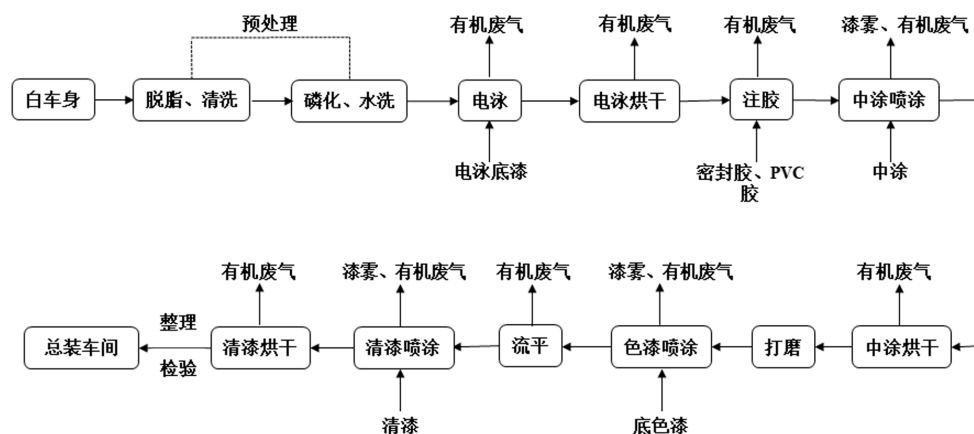 预处理
有机废气
有机废气
有机废气
漆雾、有机废气
白车身
脱脂、清洗
磷化、水洗
电泳
电泳烘干
注胶
中涂喷涂
电泳底漆
密封胶、PVC
胶
中涂
有机废气
漆雾、有机废气
有机废气
漆雾、有机废气
有机废气
总装车间
整理
检验
清漆烘干
清漆喷涂
流平
色漆喷涂
打磨
中涂烘干
清漆
底色漆